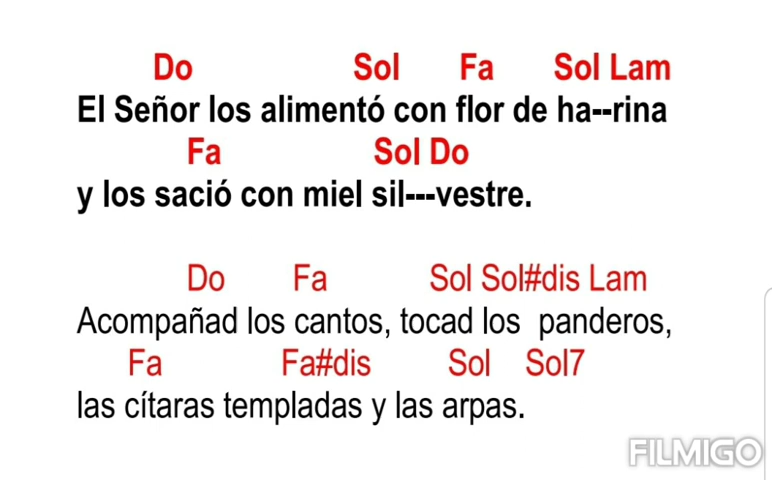 Do Sol Fa Sol Lam
El Señor los alimentó con flor de ha--rina
Fa Sol Do
y los sació con miel sil---vestre.
Do Fa Sol Sol#dis Lam
Acompañad los cantos, tocad los panderos,
Fa Fa#dis Sol Sol7
las cítaras templadas y las arpas.
FILMIGO